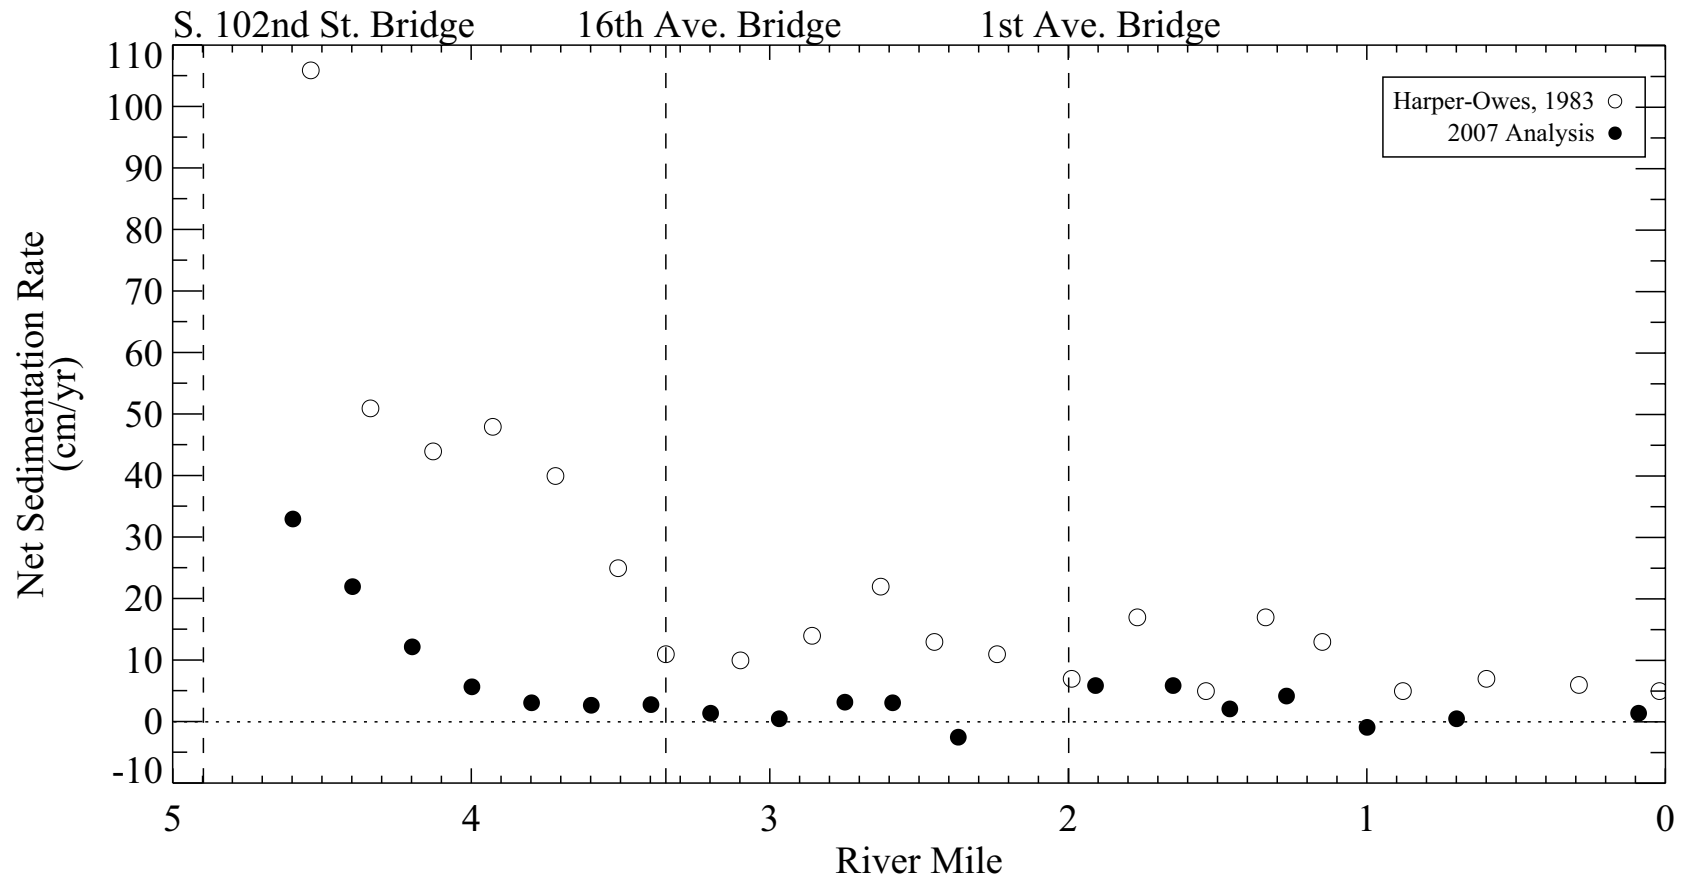 S. 102nd St. Bridge 16th Ave. Bridge 1st Ave. Bridge
110
100
90
80
70
60
50
40
30
20
10
0
-10
Net Sedimentation Rate
(cm/yr)
Harper-Owes, 1983
2007 Analysis
5 4 3 2 1 0
River Mile